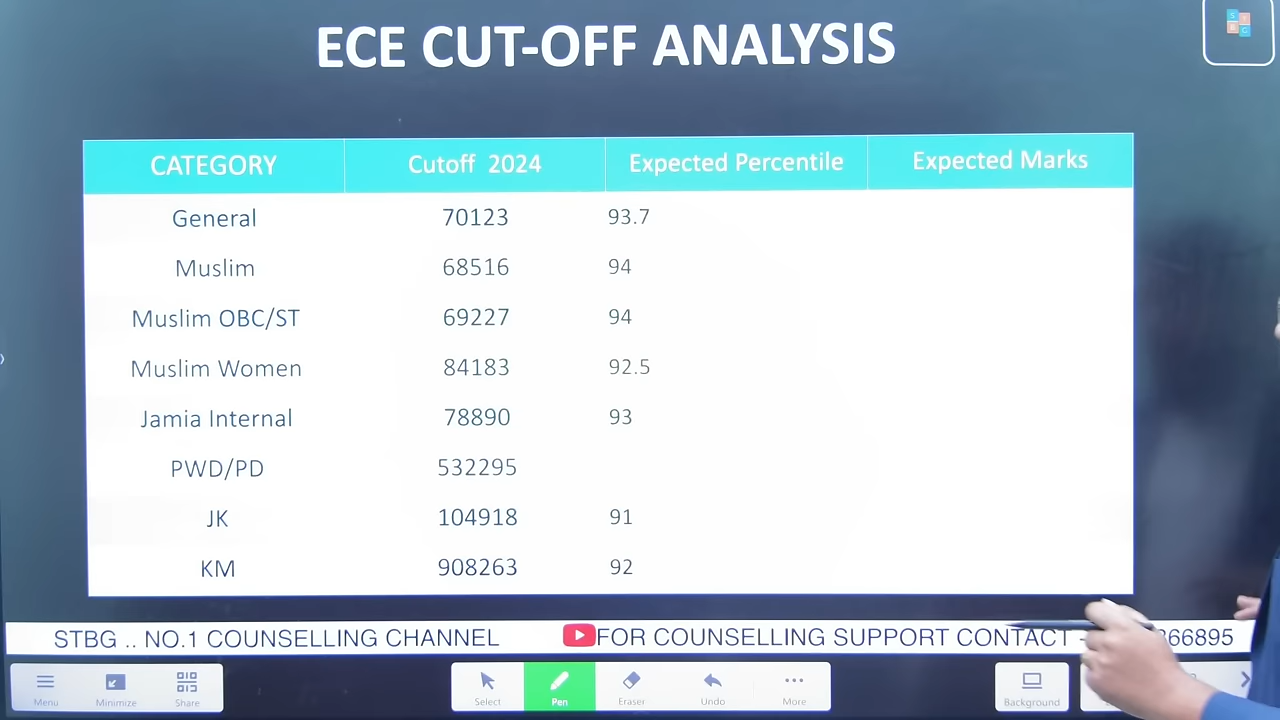 ECE CUT-OFF ANALYSIS
CATEGORY Cutoff 2024 Expected Percentile Expected Marks
General 70123 93.7
Muslim 68516 94
Muslim OBC/ST 69227 94
Muslim Women 84183 92.5
Jamia Internal 78890 93
PWD/PD 532295
JK 104918 91
KM 908263 92
STBG .. NO.1 COUNSELLING CHANNEL FOR COUNSELLING SUPPORT CONTACT - 266895
Menu Minimize Share Select Pen Eraser Undo More Background